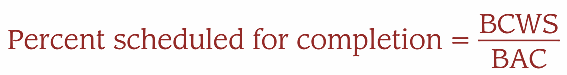 Percent scheduled for completion = BCWS / BAC